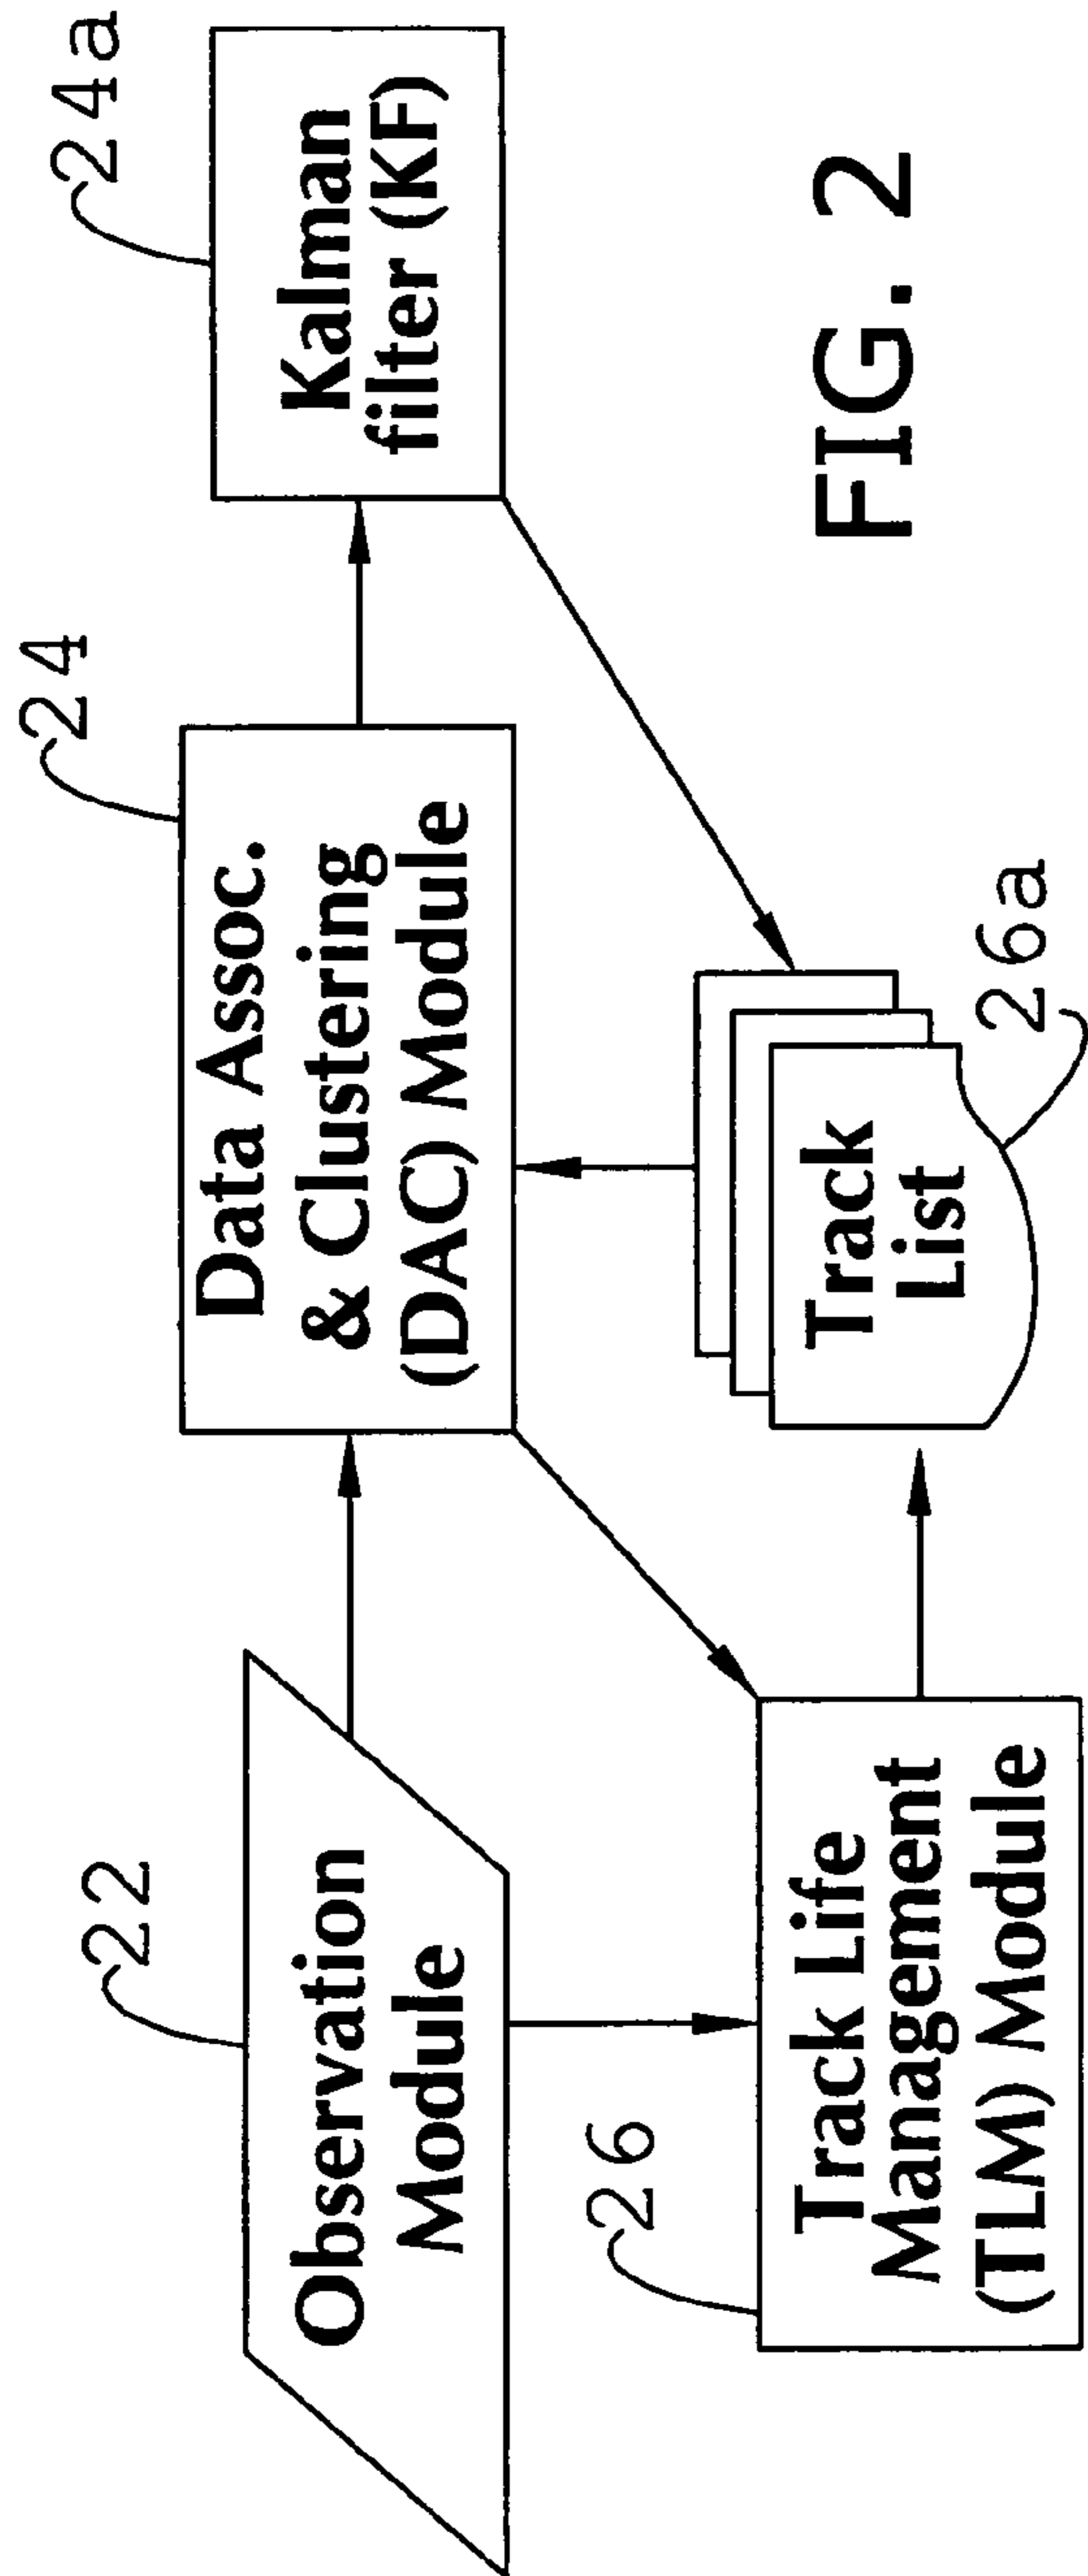 22
Observation
Module
24
Data Assoc.
& Clustering
(DAC) Module
24a
Kalman
filter (KF)
26
Track Life
Management
(TLM) Module
Track
List
26a
FIG. 2